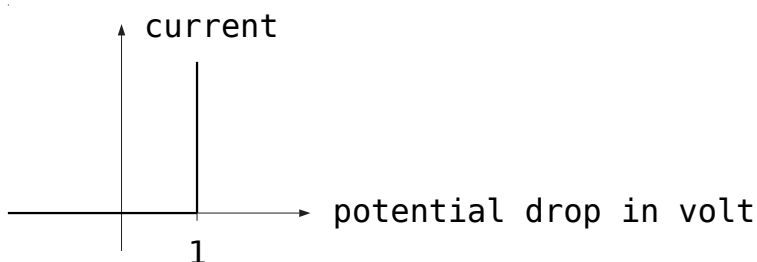 current
potential drop in volt
1